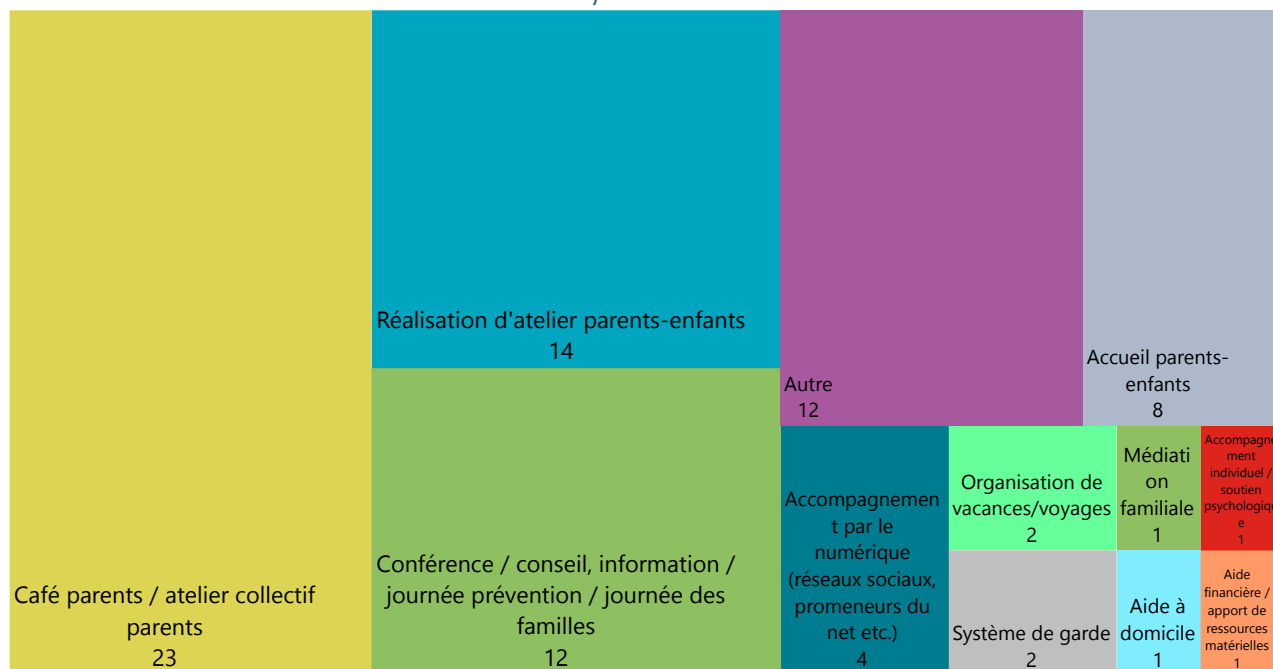 Café parents / atelier collectif
parents
23
Réalisation d'atelier parents-enfants
14
Conférence / conseil, information /
journée prévention / journée des
familles
12
Autre
12
Accueil parents-
enfants
8
Accompagnemen
t par le
numérique
(réseaux sociaux,
promeneurs du
net etc.)
4
Organisation de
vacances/voyages
2
Système de garde
2
Médiati
on
familiale
1
Aide à
domicile
1
Accompagne
ment
individuel /
soutien
psychologiqu
e
1
Aide
financière /
apport de
ressources
matérielles
1